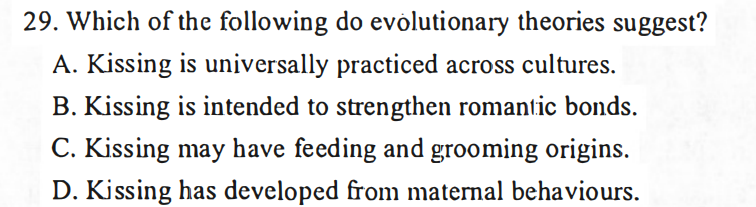 29. Which of the following do evolutionary theories suggest?
A. Kissing is universally practiced across cultures.
B. Kissing is intended to strengthen romantic bonds.
C. Kissing may have feeding and grooming origins.
D. Kissing has developed from maternal behaviours.